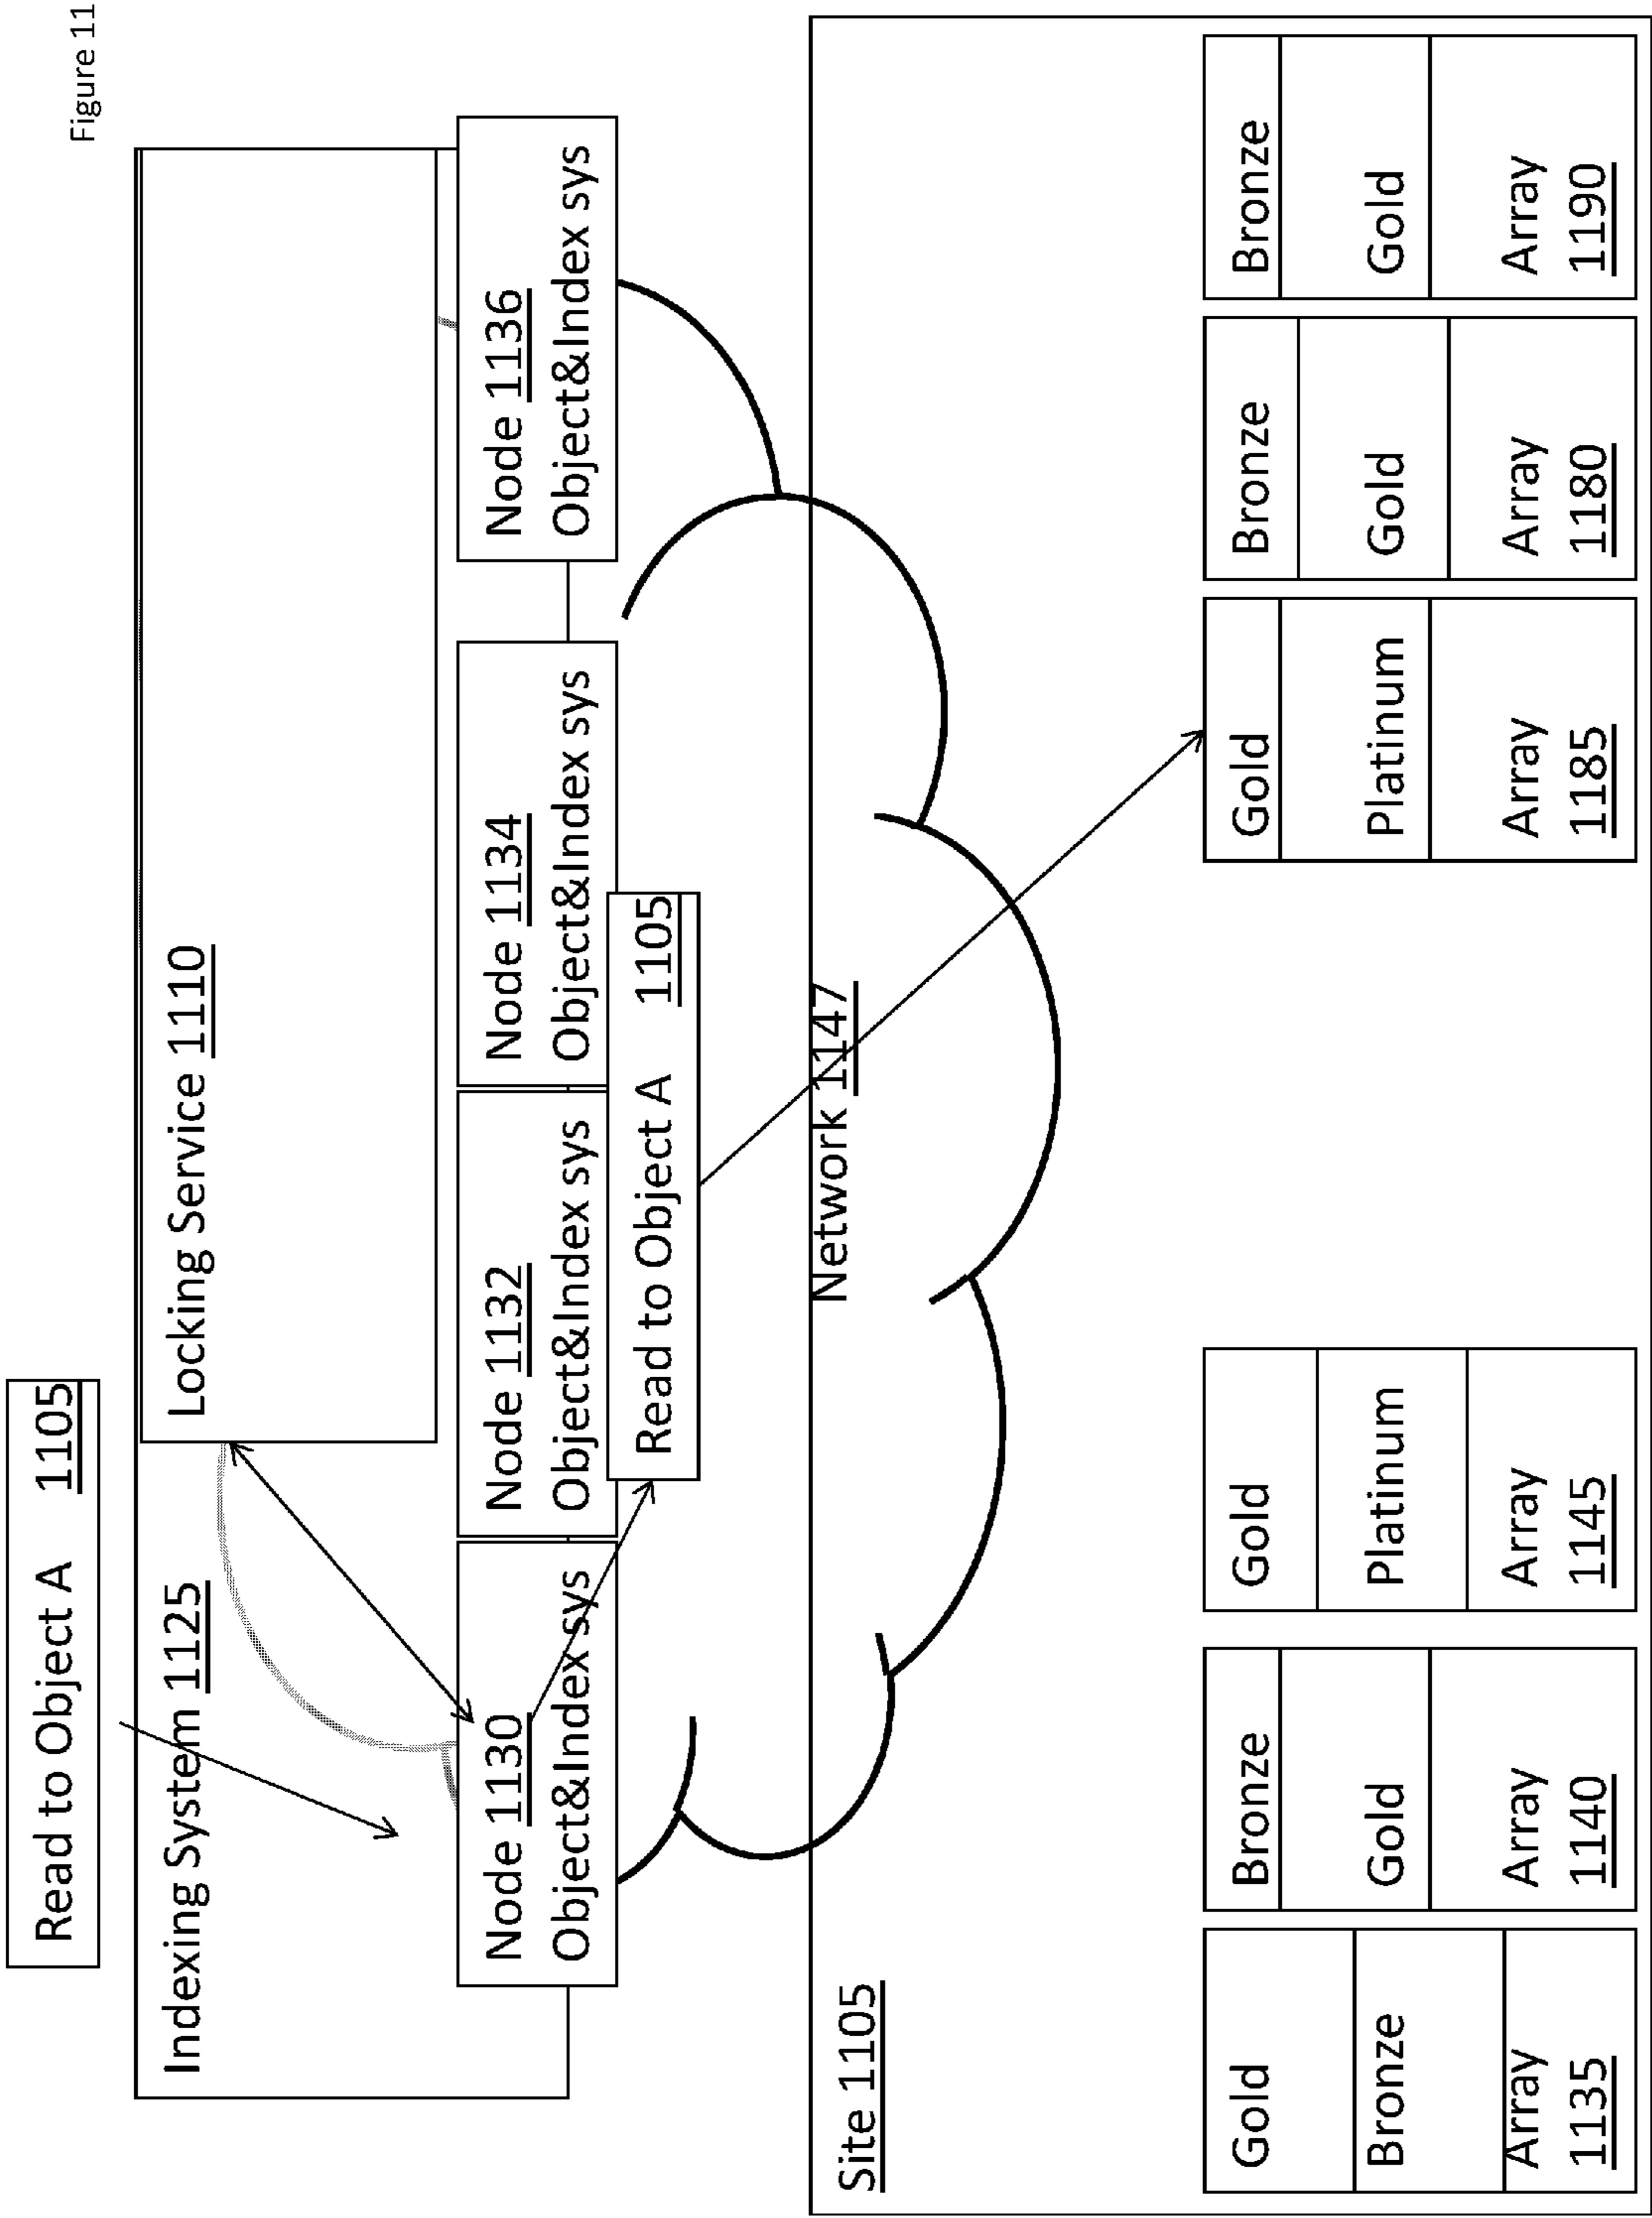 Figure 11
Read to Object A 1105
Indexing System 1125
Locking Service 1110
Node 1130
Object&Index sys
Node 1132
Object&Index sys
Node 1134
Object&Index sys
Node 1136
Object&Index sys
Read to Object A 1105
Network 1147
Site 1105
Gold
Bronze
Array
1135
Bronze
Gold
Array
1140
Gold
Platinum
Array
1145
Gold
Platinum
Array
1185
Bronze
Gold
Array
1180
Bronze
Gold
Array
1190